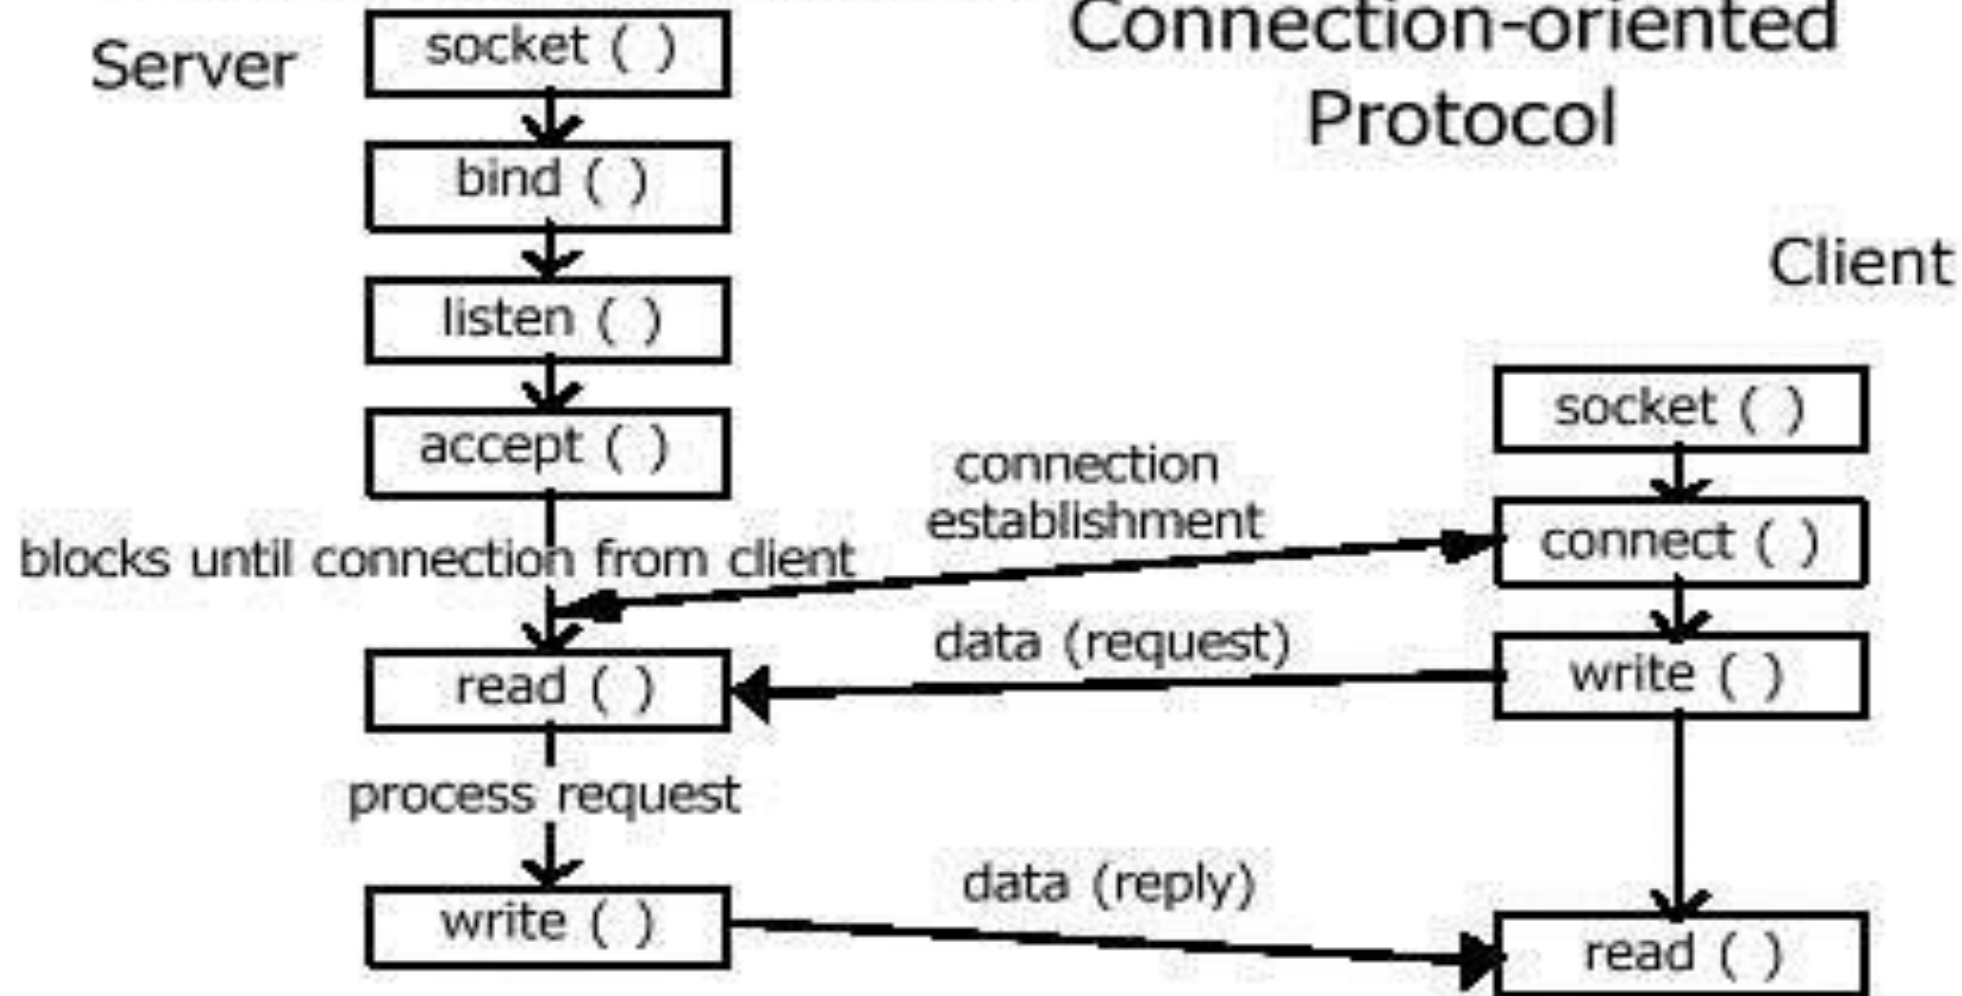 Connection-oriented
Protocol
Server
socket ( )
bind ( )
listen ( )
accept ( )
blocks until connection from client
read ( )
process request
write ( )
connection
establishment
data (request)
data (reply)
Client
socket ( )
connect ( )
write ( )
read ( )